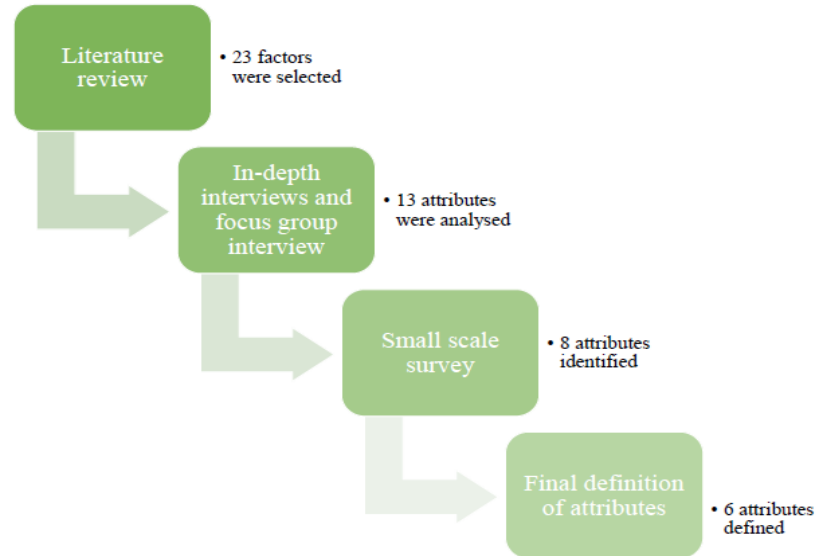 Literature
review
• 23 factors
were selected
In-depth
interviews and
focus group
interview
• 13 attributes
were analysed
Small scale
survey
• 8 attributes
identified
Final definition
of attributes
• 6 attributes
defined